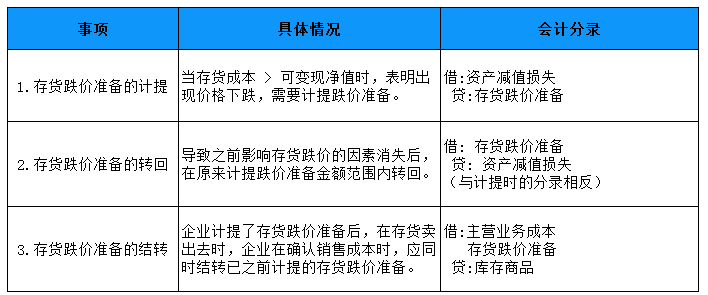 事项
具体情况
会计分录
1.存货跌价准备的计提
当存货成本 > 可变现净值时，表明出
现价格下跌，需要计提跌价准备。
借:资产减值损失
贷:存货跌价准备
2.存货跌价准备的转回
导致之前影响存货跌价的因素消失后，
在原来计提跌价准备金额范围内转回。
借: 存货跌价准备
贷: 资产减值损失
（与计提时的分录相反）
3.存货跌价准备的结转
企业计提了存货跌价准备后，在存货卖
出去时，企业在确认销售成本时，应同
时结转已之前计提的存货跌价准备。
借:主营业务成本
存货跌价准备
贷:库存商品